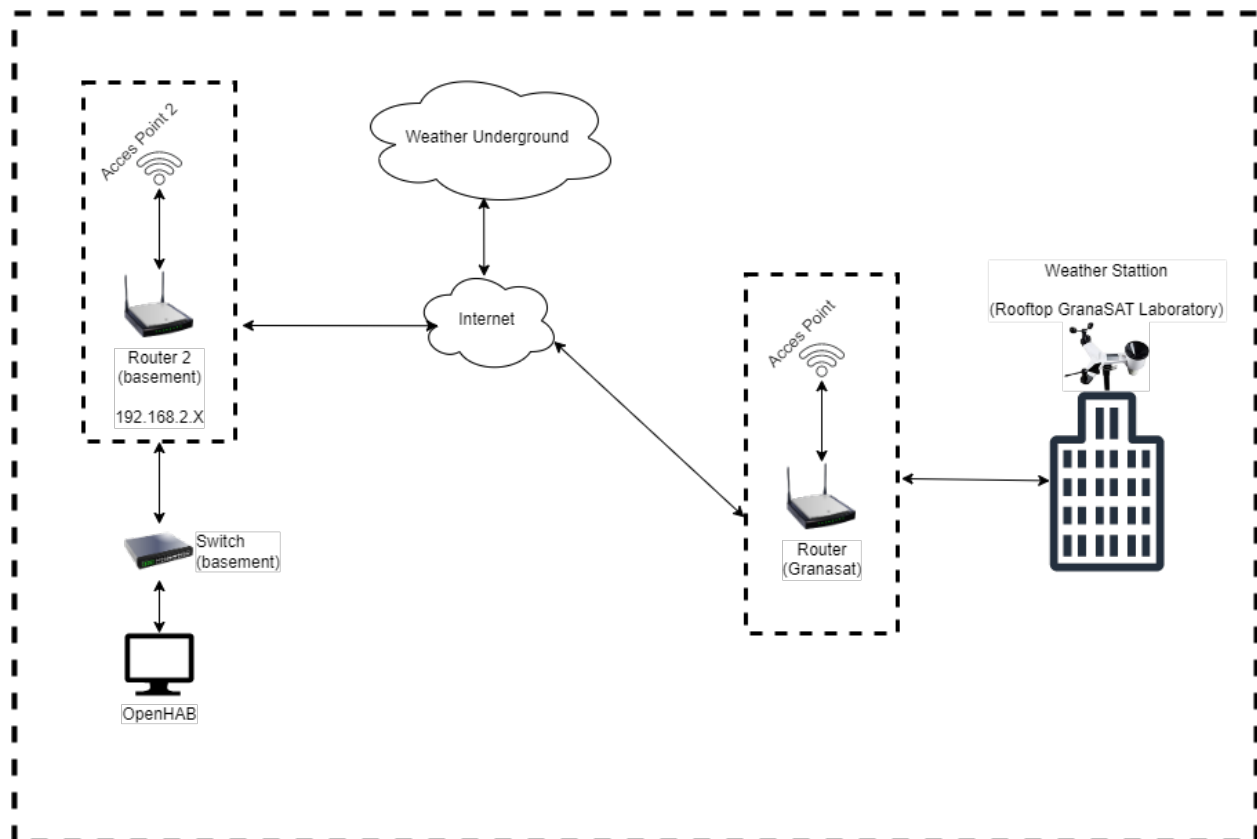 Acces Point 2
Router 2
(basement)
192.168.2.X
Switch
(basement)
OpenHAB
Weather Underground
Internet
Acces Point
Router
(Granasat)
Weather Stattion
(Rooftop GranaSAT Laboratory)